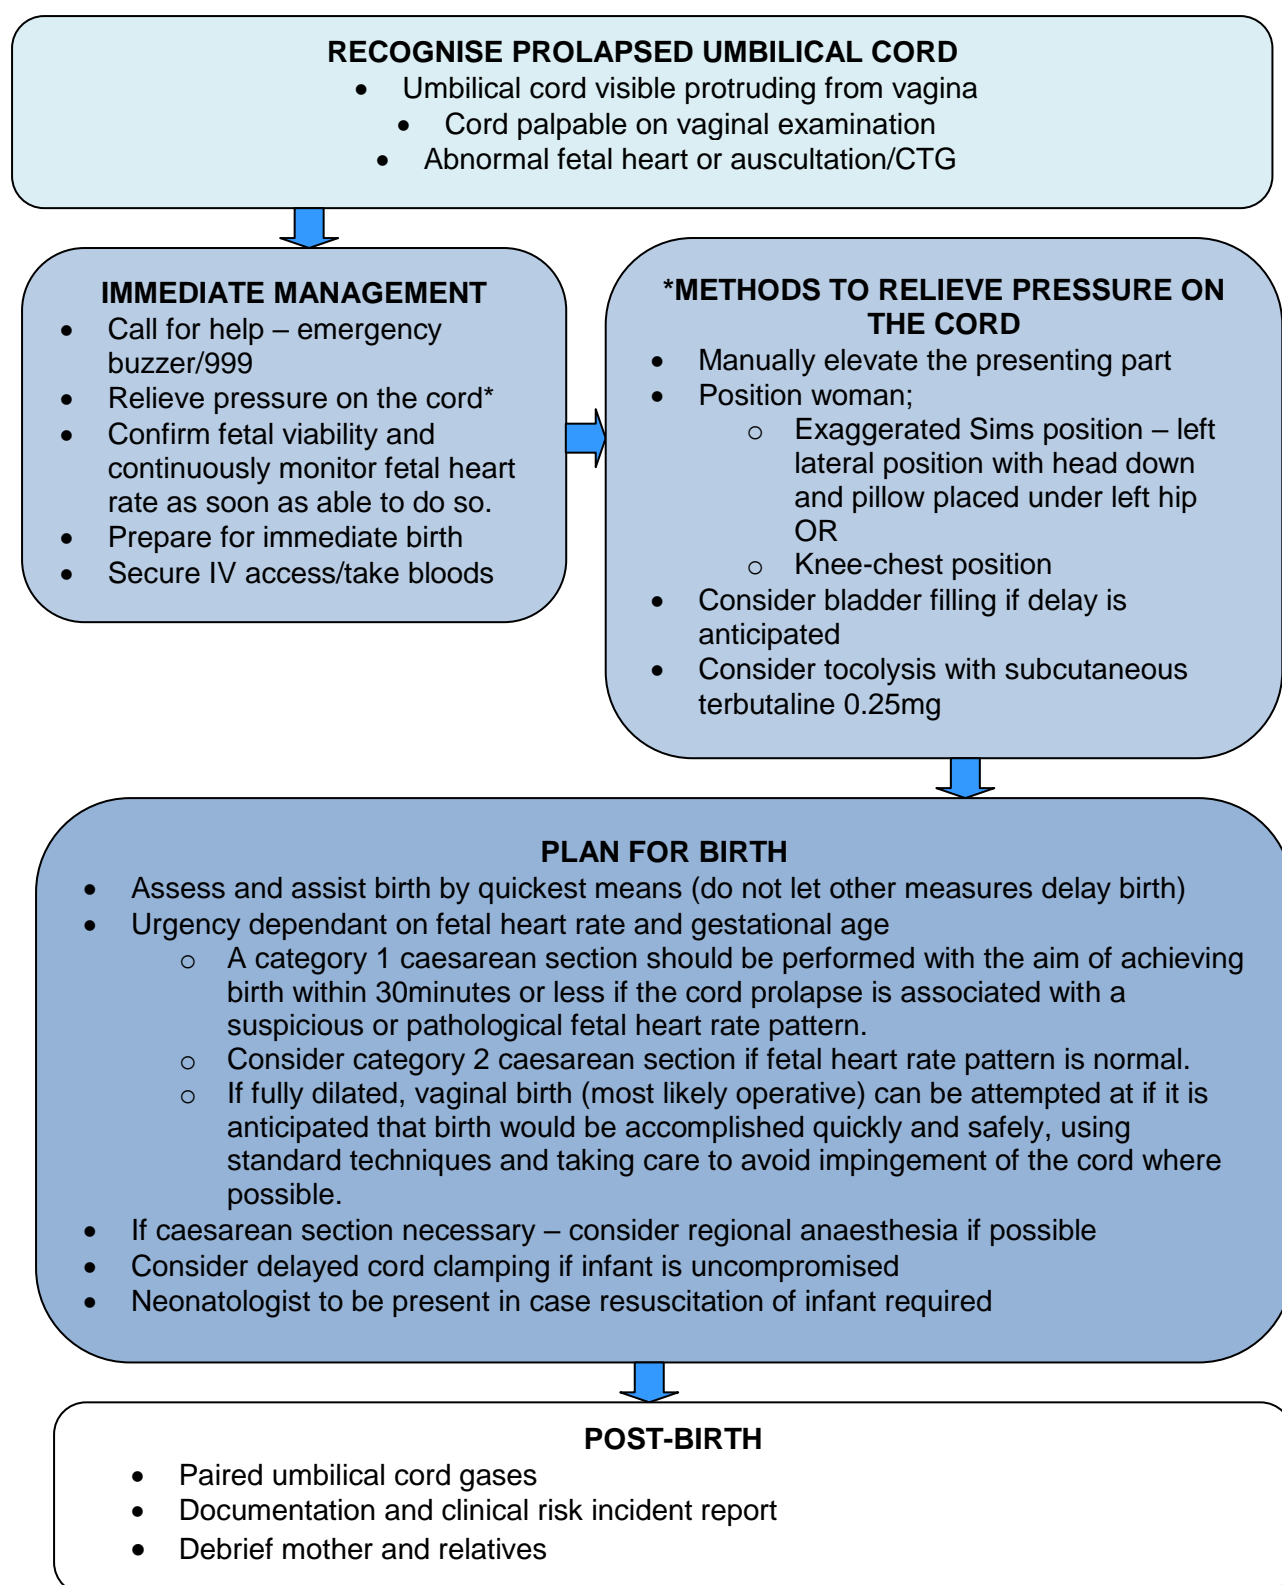 RECOGNISE PROLAPSED UMBILICAL CORD
• Umbilical cord visible protruding from vagina
• Cord palpable on vaginal examination
• Abnormal fetal heart or auscultation/CTG
IMMEDIATE MANAGEMENT
• Call for help – emergency
buzzer/999
• Relieve pressure on the cord*
• Confirm fetal viability and
continuously monitor fetal heart
rate as soon as able to do so.
• Prepare for immediate birth
• Secure IV access/take bloods
*METHODS TO RELIEVE PRESSURE ON
THE CORD
• Manually elevate the presenting part
• Position woman;
o Exaggerated Sims position – left
lateral position with head down
and pillow placed under left hip
OR
o Knee-chest position
• Consider bladder filling if delay is
anticipated
• Consider tocolysis with subcutaneous
terbutaline 0.25mg
PLAN FOR BIRTH
• Assess and assist birth by quickest means (do not let other measures delay birth)
• Urgency dependant on fetal heart rate and gestational age
o A category 1 caesarean section should be performed with the aim of achieving
birth within 30minutes or less if the cord prolapse is associated with a
suspicious or pathological fetal heart rate pattern.
o Consider category 2 caesarean section if fetal heart rate pattern is normal.
o If fully dilated, vaginal birth (most likely operative) can be attempted at if it is
anticipated that birth would be accomplished quickly and safely, using
standard techniques and taking care to avoid impingement of the cord where
possible.
• If caesarean section necessary – consider regional anaesthesia if possible
• Consider delayed cord clamping if infant is uncompromised
• Neonatologist to be present in case resuscitation of infant required
POST-BIRTH
• Paired umbilical cord gases
• Documentation and clinical risk incident report
• Debrief mother and relatives